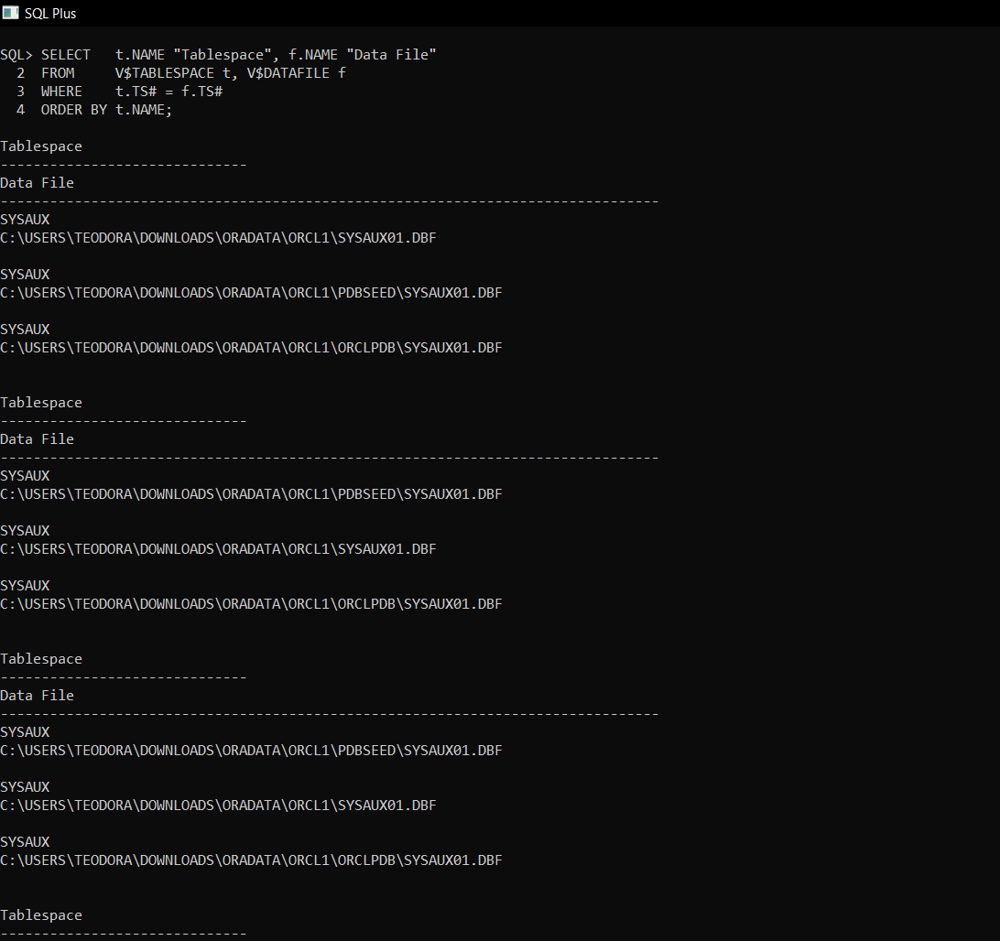 SQL Plus
SQL> SELECT   t.NAME "Tablespace", f.NAME "Data File"
  2  FROM     V$TABLESPACE t, V$DATAFILE f
  3  WHERE    t.TS# = f.TS#
  4  ORDER BY t.NAME;
Tablespace
------------------------------
Data File
--------------------------------------------------------------------------------
SYSAUX
C:\USERS\TEODORA\DOWNLOADS\ORADATA\ORCL1\SYSAUX01.DBF
SYSAUX
C:\USERS\TEODORA\DOWNLOADS\ORADATA\ORCL1\PDBSEED\SYSAUX01.DBF
SYSAUX
C:\USERS\TEODORA\DOWNLOADS\ORADATA\ORCL1\ORCLPDB\SYSAUX01.DBF
Tablespace
------------------------------
Data File
--------------------------------------------------------------------------------
SYSAUX
C:\USERS\TEODORA\DOWNLOADS\ORADATA\ORCL1\PDBSEED\SYSAUX01.DBF
SYSAUX
C:\USERS\TEODORA\DOWNLOADS\ORADATA\ORCL1\SYSAUX01.DBF
SYSAUX
C:\USERS\TEODORA\DOWNLOADS\ORADATA\ORCL1\ORCLPDB\SYSAUX01.DBF
Tablespace
------------------------------
Data File
--------------------------------------------------------------------------------
SYSAUX
C:\USERS\TEODORA\DOWNLOADS\ORADATA\ORCL1\PDBSEED\SYSAUX01.DBF
SYSAUX
C:\USERS\TEODORA\DOWNLOADS\ORADATA\ORCL1\SYSAUX01.DBF
SYSAUX
C:\USERS\TEODORA\DOWNLOADS\ORADATA\ORCL1\ORCLPDB\SYSAUX01.DBF
Tablespace
------------------------------